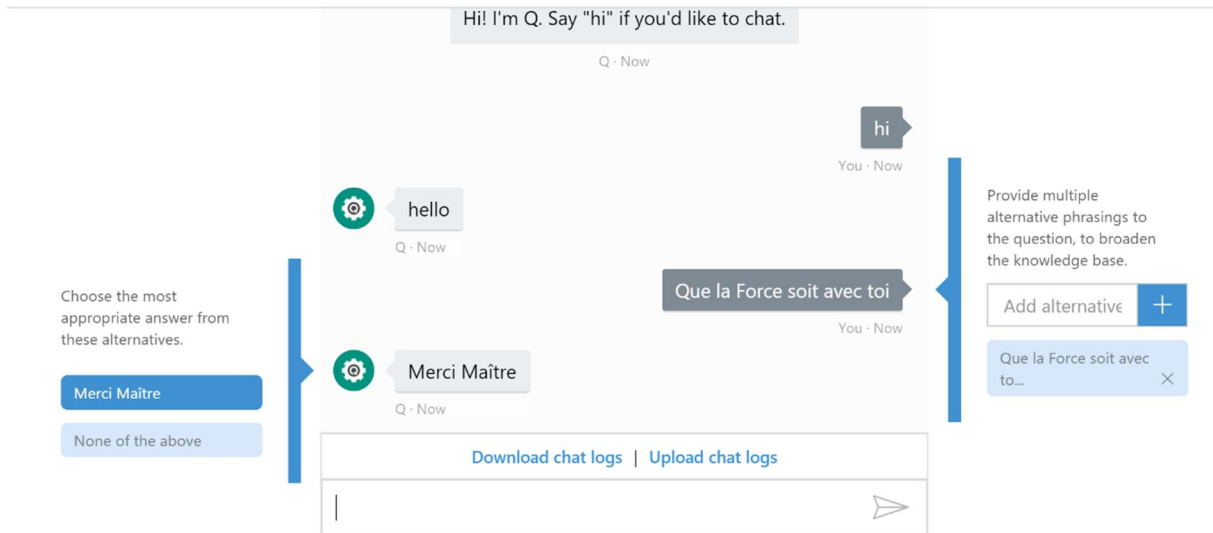 Hi! I'm Q. Say "hi" if you'd like to chat.
Q · Now
hi
You · Now
hello
Q · Now
Que la Force soit avec toi
You · Now
Merci Maître
Q · Now
Choose the most
appropriate answer from
these alternatives.
Merci Maître
None of the above
Provide multiple
alternative phrasings to
the question, to broaden
the knowledge base.
Add alternative
Que la Force soit avec
to...
Download chat logs | Upload chat logs